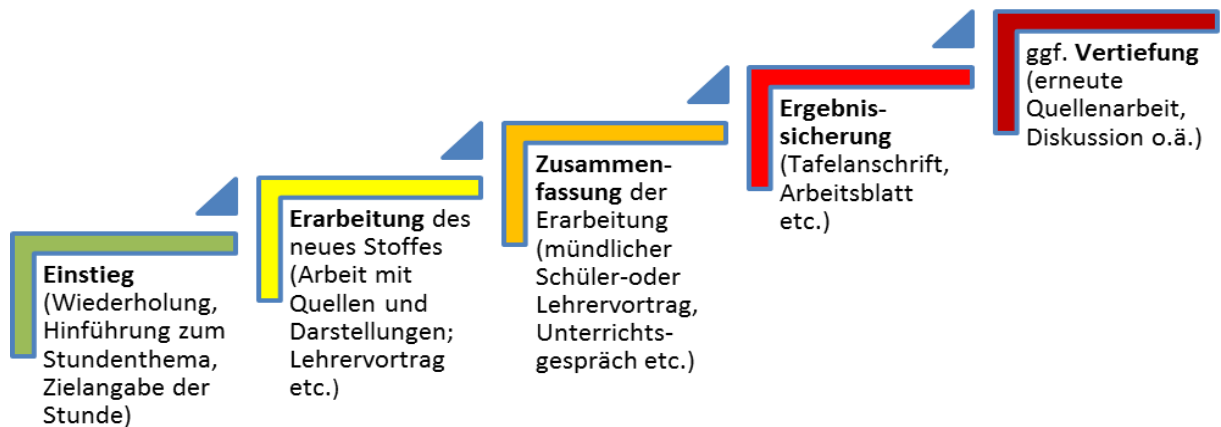 Einstieg
(Wiederholung,
Hinführung zum
Stundenthema,
Zielangabe der
Stunde)
Erarbeitung des
neues Stoffes
(Arbeit mit
Quellen und
Darstellungen;
Lehrervortrag
etc.)
Zusammen-
fassung der
Erarbeitung
(mündlicher
Schüler-oder
Lehrervortrag,
Unterrichts-
gespräch etc.)
Ergebnis-
sicherung
(Tafelanschrift,
Arbeitsblatt
etc.)
ggf. Vertiefung
(erneute
Quellenarbeit,
Diskussion o.ä.)